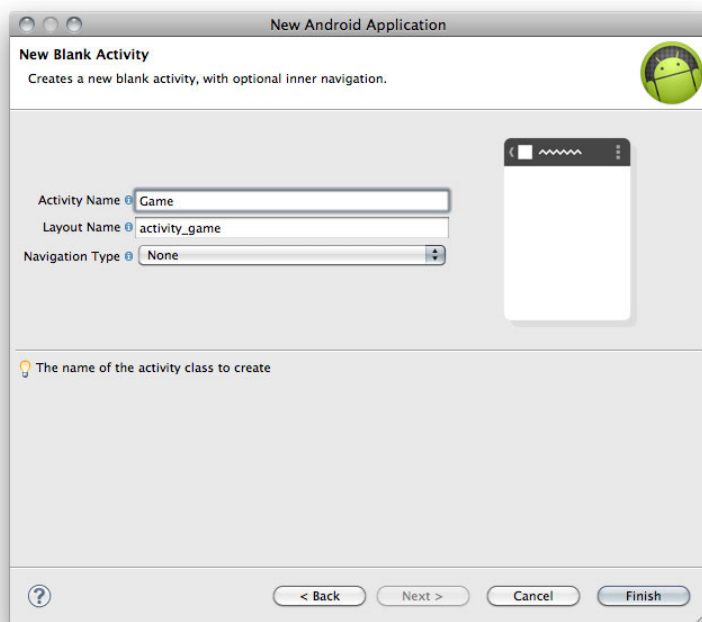 New Android Application
New Blank Activity
Creates a new blank activity, with optional inner navigation.
Activity Name Game
Layout Name activity_game
Navigation Type None
The name of the activity class to create
? < Back Next > Cancel Finish